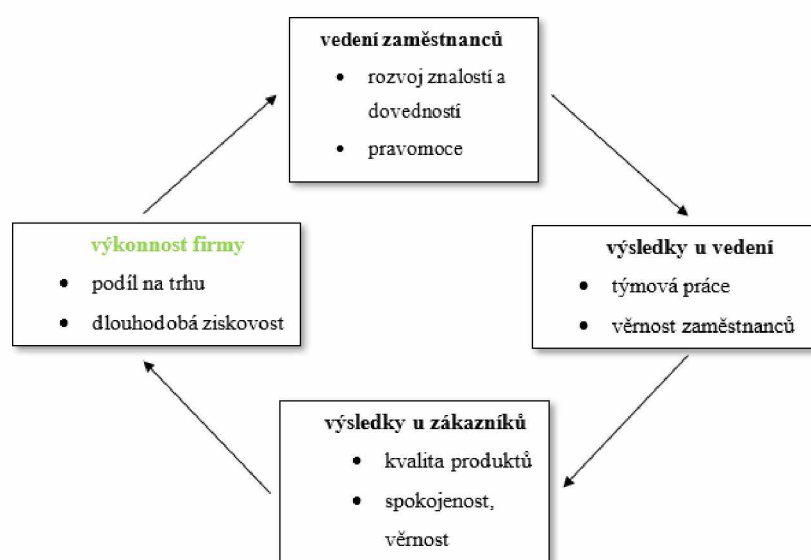 vedení zaměstnanců
• rozvoj znalostí a
dovedností
• pravomoce
výkonnost firmy
• podíl na trhu
• dlouhodobá ziskovost
výsledky u vedení
• týmová práce
• věrnost zaměstnanců
výsledky u zákazníků
• kvalita produktů
• spokojenost,
věrnost